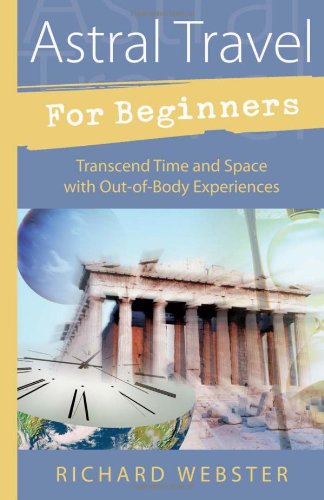 Astral Travel
For Beginners
Transcend Time and Space
with Out-of-Body Experiences
RICHARD WEBSTER